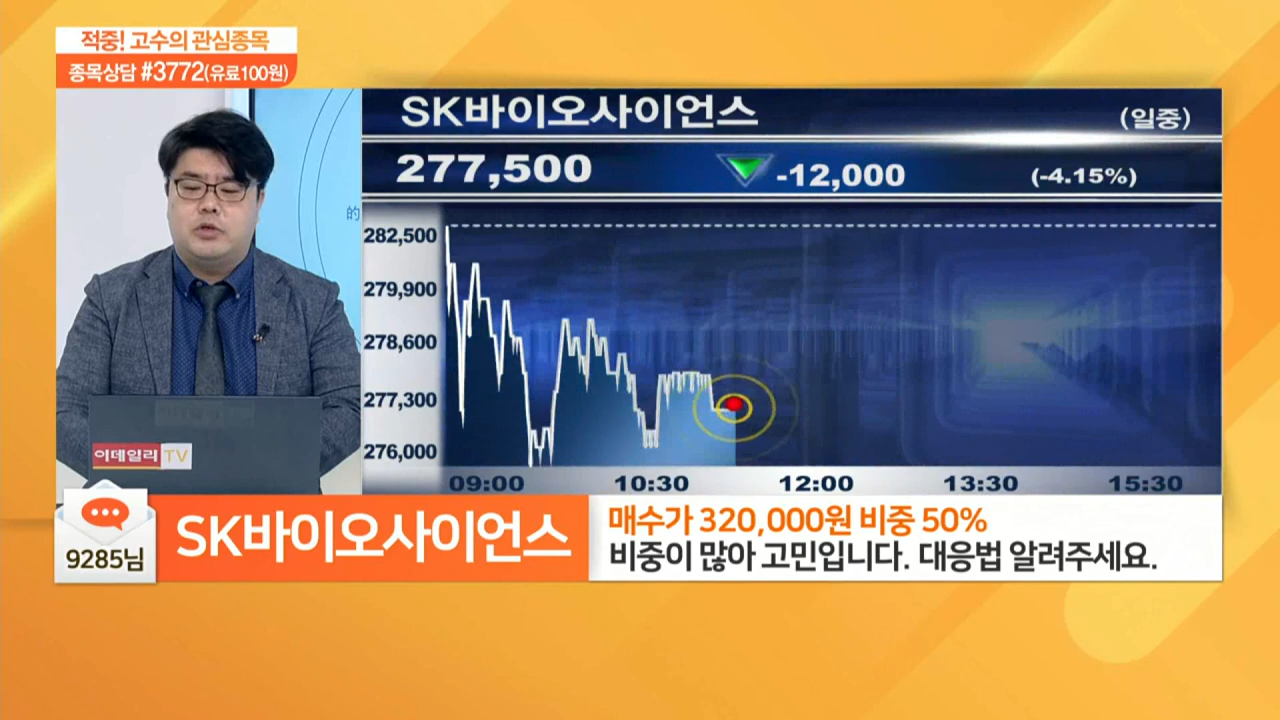 적중! 고수의 관심종목
종목상담 #3772(유료100원)
SK바이오사이언스 (일중)
277,500 -12,000 (-4.15%)
的
282,500
279,900
278,600
277,300
276,000
09:00 10:30 12:00 13:30 15:30
이데일리TV
9285님
SK바이오사이언스
매수가 320,000원 비중 50%
비중이 많아 고민입니다. 대응법 알려주세요.